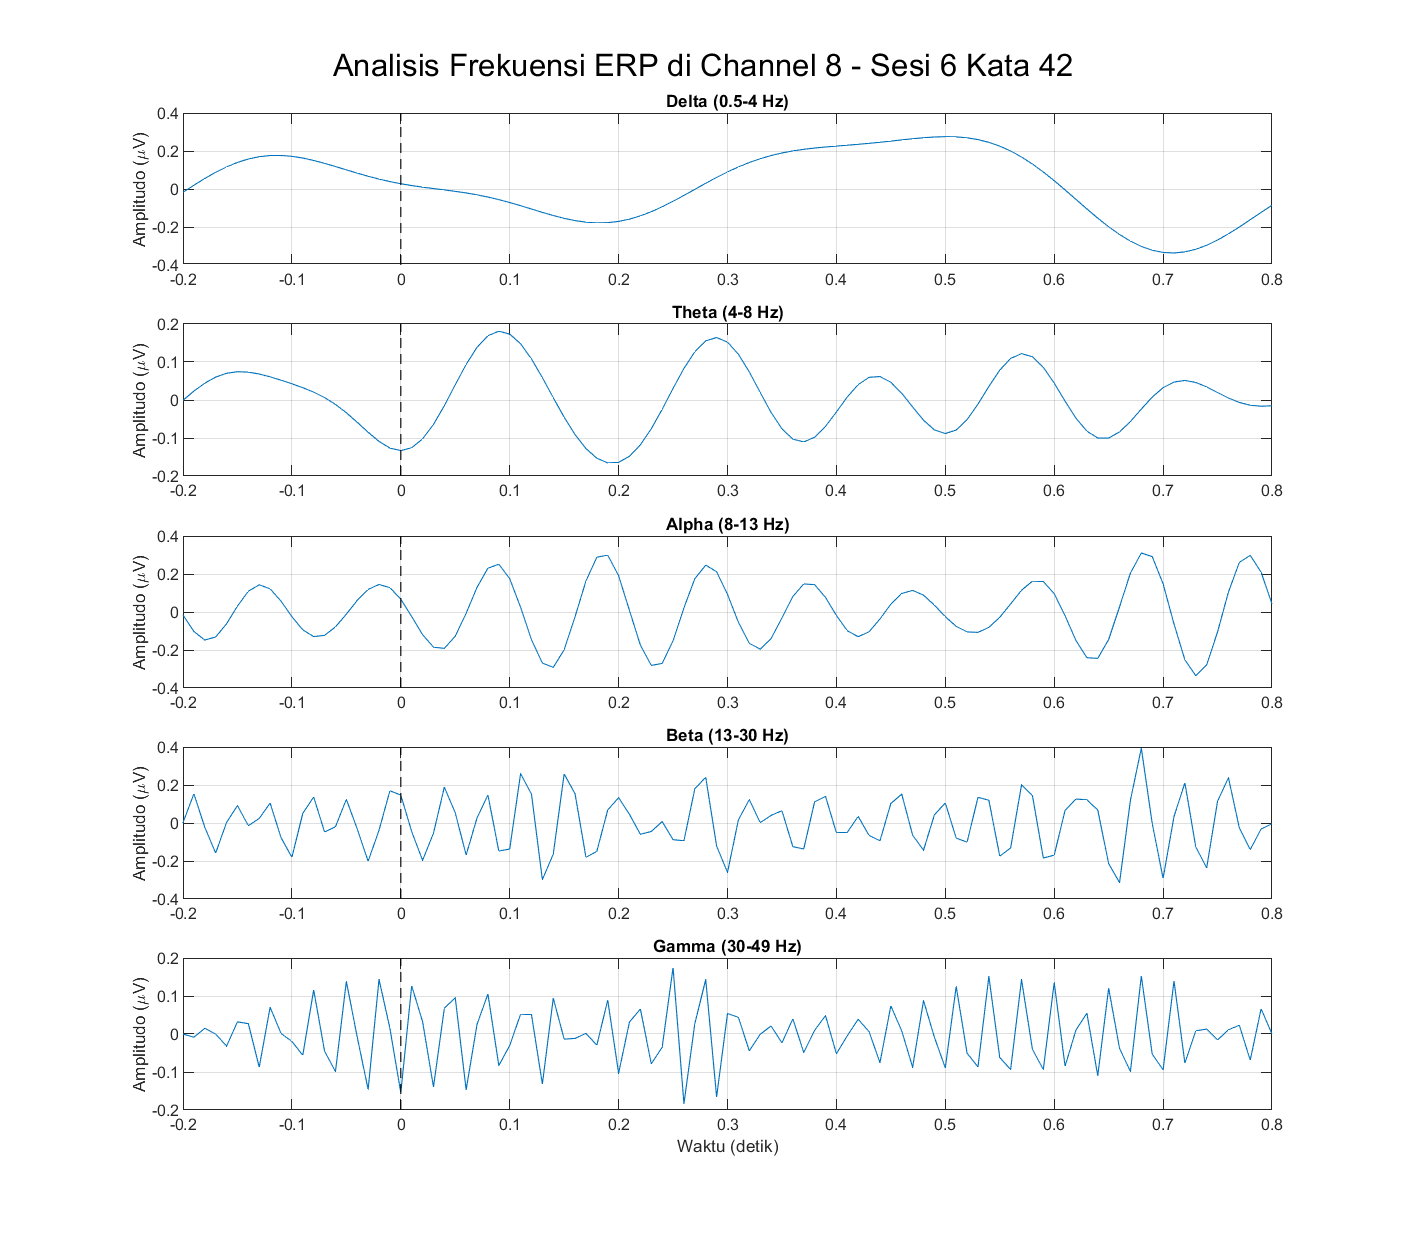 Analisis Frekuensi ERP di Channel 8 - Sesi 6 Kata 42
Delta (0.5-4 Hz)
Amplitudo (μV)
0.4
0.2
0
-0.2
-0.4
-0.2 -0.1 0 0.1 0.2 0.3 0.4 0.5 0.6 0.7 0.8
Theta (4-8 Hz)
Amplitudo (μV)
0.2
0.1
0
-0.1
-0.2
-0.2 -0.1 0 0.1 0.2 0.3 0.4 0.5 0.6 0.7 0.8
Alpha (8-13 Hz)
Amplitudo (μV)
0.4
0.2
0
-0.2
-0.4
-0.2 -0.1 0 0.1 0.2 0.3 0.4 0.5 0.6 0.7 0.8
Beta (13-30 Hz)
Amplitudo (μV)
0.4
0.2
0
-0.2
-0.4
-0.2 -0.1 0 0.1 0.2 0.3 0.4 0.5 0.6 0.7 0.8
Gamma (30-49 Hz)
Amplitudo (μV)
0.2
0.1
0
-0.1
-0.2
-0.2 -0.1 0 0.1 0.2 0.3 0.4 0.5 0.6 0.7 0.8
Waktu (detik)